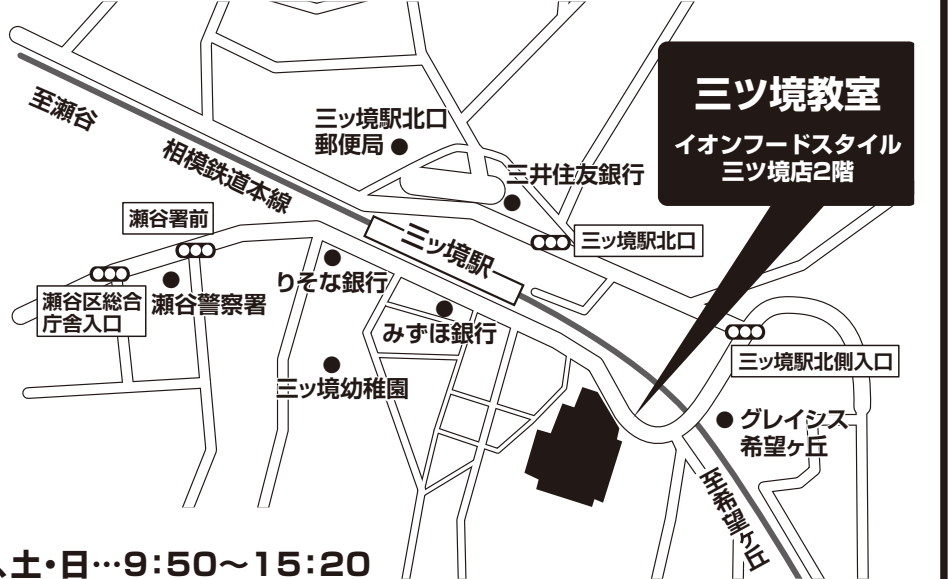 三ツ境教室
イオンフードスタイル
三ツ境店2階
至瀬谷
相模鉄道本線
三ッ境駅北口
郵便局
三井住友銀行
瀬谷署前
三ッ境駅
三ッ境駅北口
瀬谷区総合
庁舎入口
瀬谷警察署
りそな銀行
みずほ銀行
三ッ境幼稚園
三ッ境駅北側入口
グレイシス
希望ヶ丘
至希望ヶ丘
、土・日…9:50〜15:20